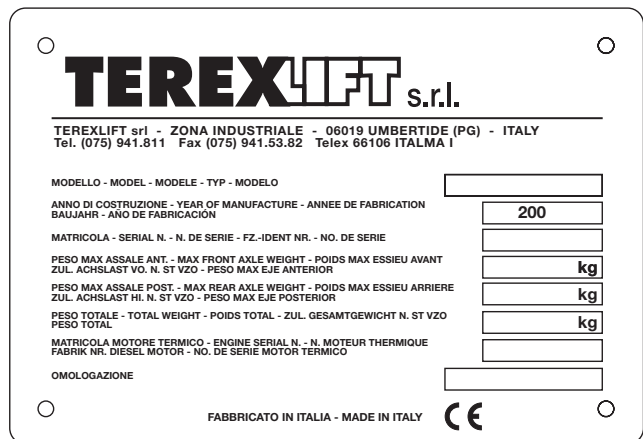 TEREXLIFT s.r.l.
TEREXLIFT srl - ZONA INDUSTRIALE - 06019 UMBERTIDE (PG) - ITALY
Tel. (075) 941.811 Fax (075) 941.53.82 Telex 66106 ITALMA I
MODELLO - MODEL - MODELE - TYP - MODELO
ANNO DI COSTRUZIONE - YEAR OF MANUFACTURE - ANNEE DE FABRICATION
BAUJAHR - AÑO DE FABRICACIÓN
200
MATRICOLA - SERIAL N. - N. DE SERIE - FZ.-IDENT NR. - NO. DE SERIE
PESO MAX ASSALE ANT. - MAX FRONT AXLE WEIGHT - POIDS MAX ESSIEU AVANT
ZUL. ACHSLAST VO. N. ST VZO - PESO MAX EJE ANTERIOR
kg
PESO MAX ASSALE POST. - MAX REAR AXLE WEIGHT - POIDS MAX ESSIEU ARRIERE
ZUL. ACHSLAST HI. N. ST VZO - PESO MAX EJE POSTERIOR
kg
PESO TOTALE - TOTAL WEIGHT - POIDS TOTAL - ZUL. GESAMTGEWICHT N. ST VZO
PESO TOTAL
kg
MATRICOLA MOTORE TERMICO - ENGINE SERIAL N. - N. MOTEUR THERMIQUE
FABRIK NR. DIESEL MOTOR - NO. DE SERIE MOTOR TERMICO
OMOLOGAZIONE
FABBRICATO IN ITALIA - MADE IN ITALY CE